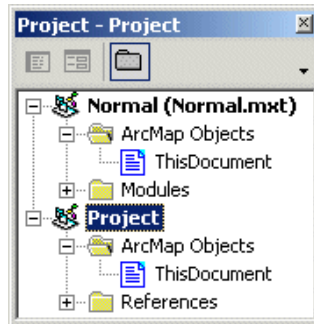 Project - Project
Normal (Normal.mxt)
ArcMap Objects
ThisDocument
Modules
Project
ArcMap Objects
ThisDocument
References